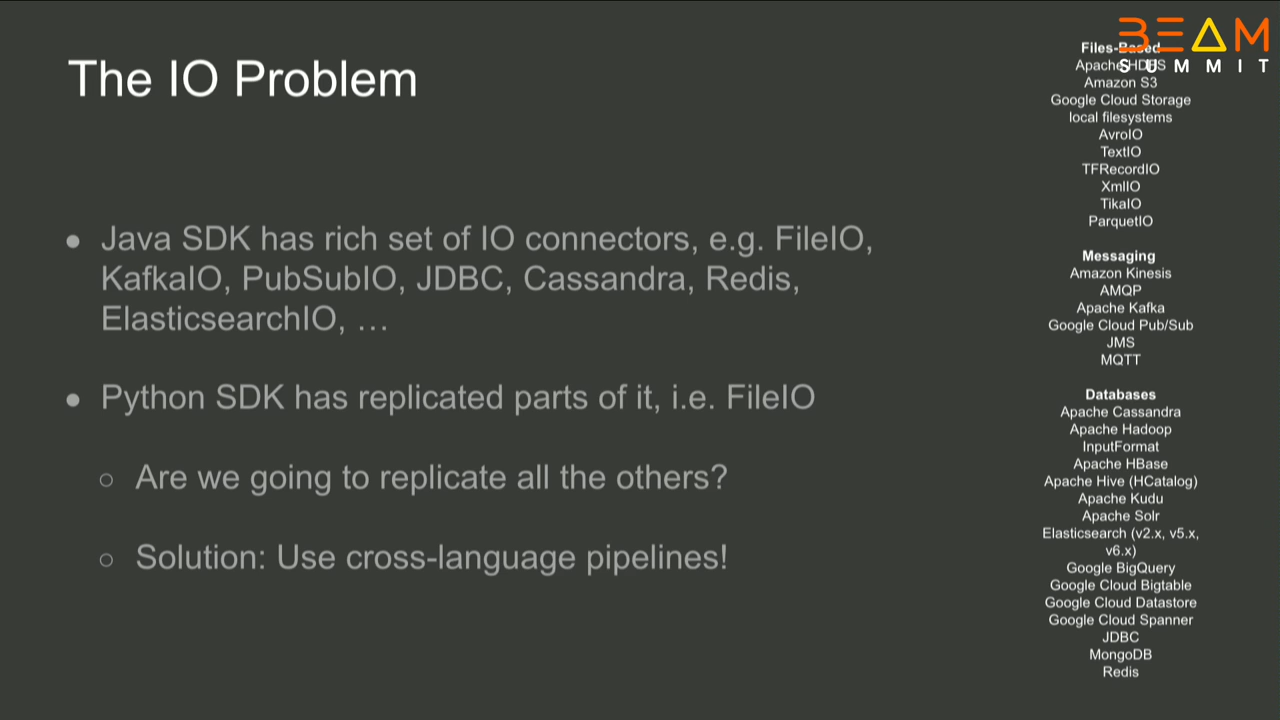 The IO Problem
● Java SDK has rich set of IO connectors, e.g. FileIO,
KafkaIO, PubSubIO, JDBC, Cassandra, Redis,
ElasticsearchIO, …
● Python SDK has replicated parts of it, i.e. FileIO
○ Are we going to replicate all the others?
○ Solution: Use cross-language pipelines!
BEAM
SUMMIT
Files-Based
Apache HDFS
Amazon S3
Google Cloud Storage
local filesystems
AvroIO
TextIO
TFRecordIO
XmlIO
TikaIO
ParquetIO
Messaging
Amazon Kinesis
AMQP
Apache Kafka
Google Cloud Pub/Sub
JMS
MQTT
Databases
Apache Cassandra
Apache Hadoop
InputFormat
Apache HBase
Apache Hive (HCatalog)
Apache Kudu
Apache Solr
Elasticsearch (v2.x, v5.x,
v6.x)
Google BigQuery
Google Cloud Bigtable
Google Cloud Datastore
Google Cloud Spanner
JDBC
MongoDB
Redis